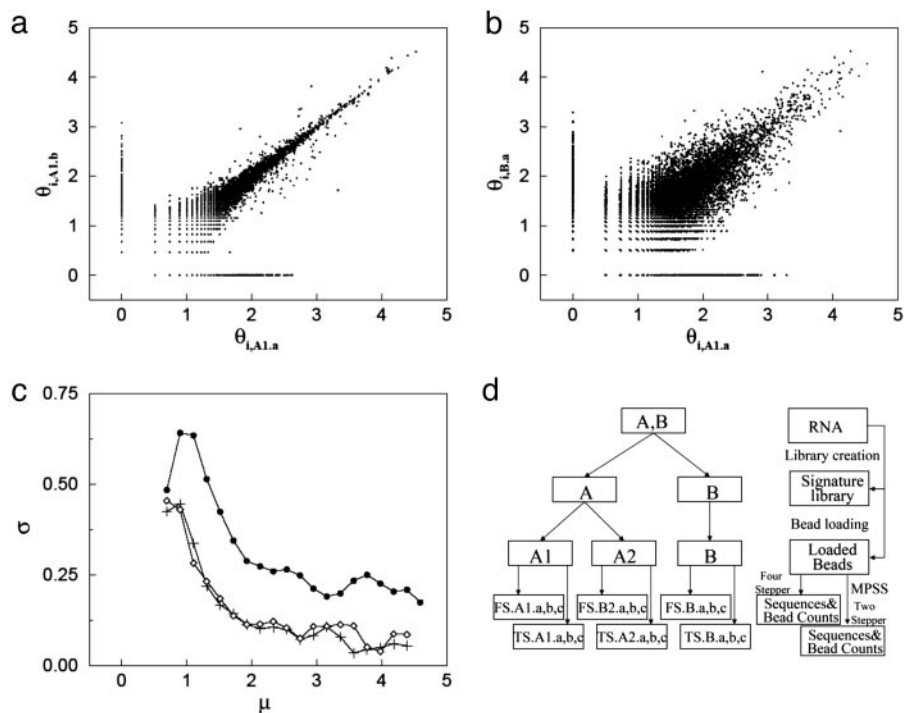 a
5
4
3
2
1
0
θi,A1.b
0 1 2 3 4 5
θi,A1.a
b
5
4
3
2
1
0
θi,B.a
0 1 2 3 4 5
θi,A1.a
c
0.75
0.50
0.25
0.00
σ
0 1 2 3 4 5
μ
d
A,B
A B
A1 A2 B
FS.A1.a,b,c FS.B2.a,b,c FS.B.a,b,c
TS.A1.a,b,c TS.A2.a,b,c TS.B.a,b,c
RNA
Library creation
Signature
library
Bead loading
Loaded
Beads
Four
Stepper
MPSS
Two
Stepper
Sequences&
Bead Counts
Sequences&
Bead Counts